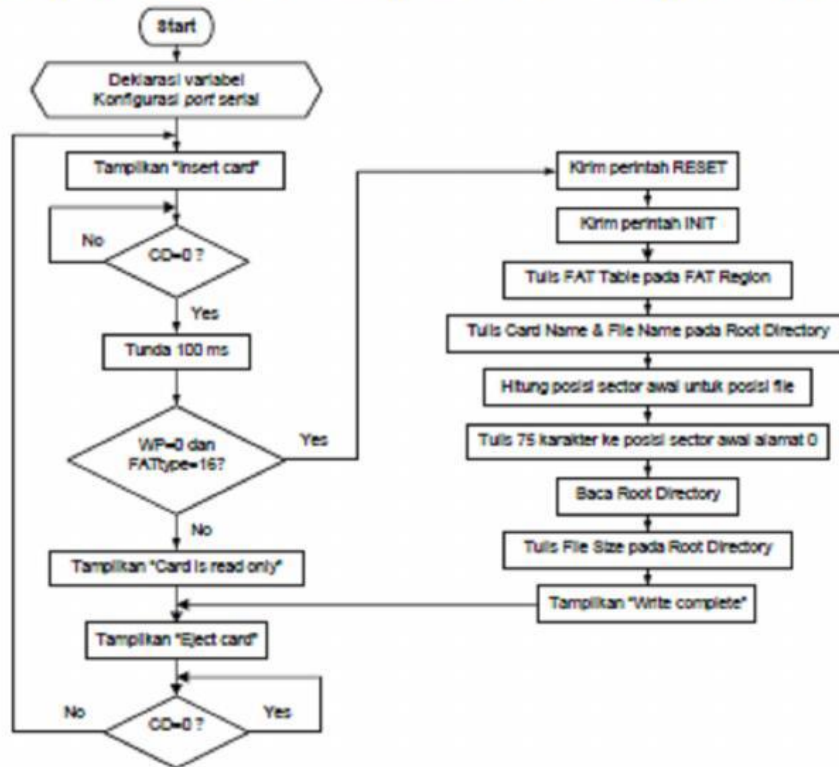 Start
Deklarasi variabel
Konfigurasi port serial
Tampilkan "Insert card"
No
CD=0 ?
Yes
Tunda 100 ms
WP=0 dan
FATtype=16?
Yes
No
Tampilkan "Card is read only"
Tampilkan "Eject card"
No
CD=0 ?
Yes
Kirim perintah RESET
Kirim perintah INIT
Tulis FAT Table pada FAT Region
Tulis Card Name & File Name pada Root Directory
Hitung posisi sector awal untuk posisi file
Tulis 75 karakter ke posisi sector awal alamat 0
Baca Root Directory
Tulis File Size pada Root Directory
Tampilkan "Write complete"